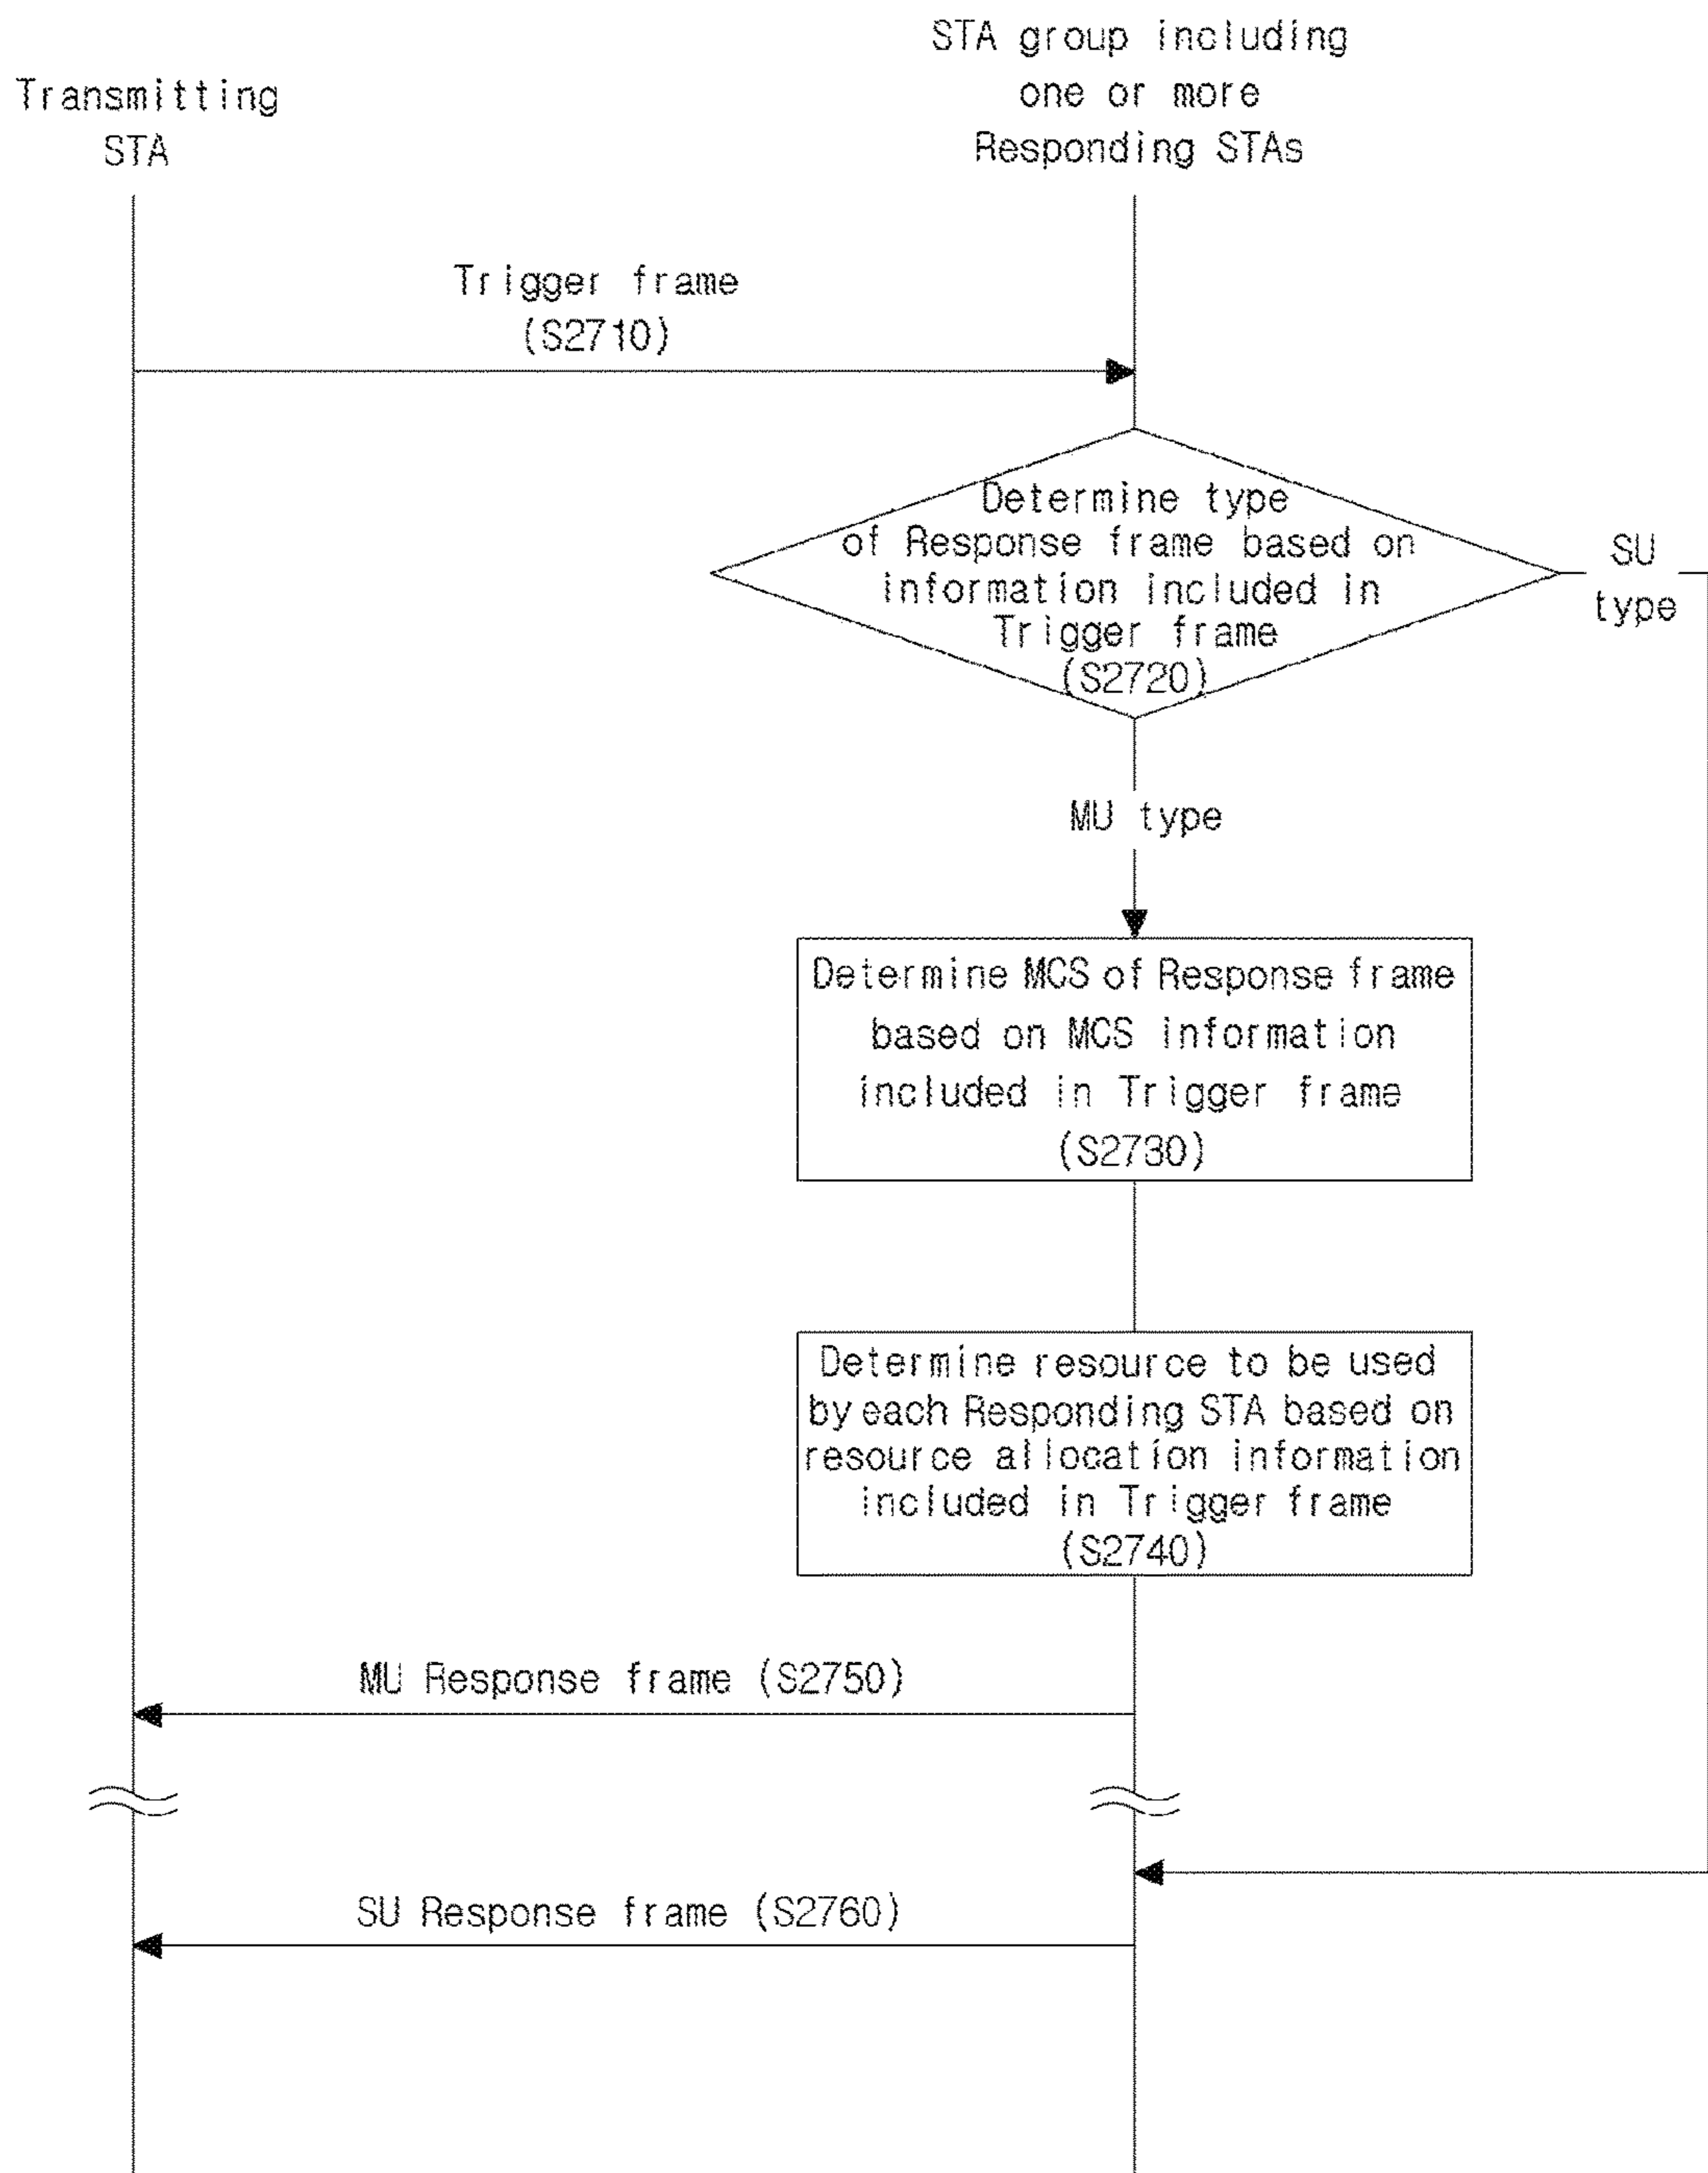 Transmitting
STA
STA group including
one or more
Responding STAs
Trigger frame
(S2710)
Determine type
of Response frame based on
information included in
Trigger frame
(S2720)
SU
type
MU type
Determine MCS of Response frame
based on MCS information
included in Trigger frame
(S2730)
Determine resource to be used
by each Responding STA based on
resource allocation information
included in Trigger frame
(S2740)
MU Response frame (S2750)
SU Response frame (S2760)